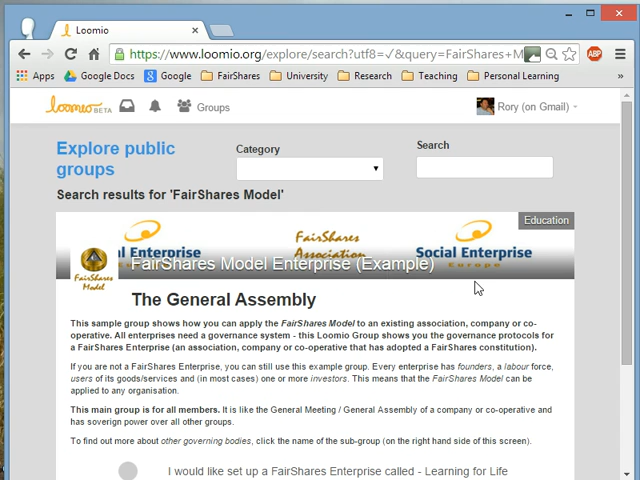 Loomio
https://www.loomio.org/explore/search?utf8=✓&query=FairShares+M
ABP
Apps Google Docs Google FairShares University Research Teaching Personal Learning »
loomio BETA Groups Rory (on Gmail)
Explore public groups
Category
Search
Search results for 'FairShares Model'
Education
al Enterprise
FairShares Association
Social Enterprise Europe
FairShares Model
FairShares Model Enterprise (Example)
The General Assembly
This sample group shows how you can apply the FairShares Model to an existing association, company or co-
operative. All enterprises need a governance system - this Loomio Group shows you the governance protocols for
a FairShares Enterprise (an association, company or co-operative that has adopted a FairShares constitution).
If you are not a FairShares Enterprise, you can still use this example group. Every enterprise has founders, a labour force,
users of its goods/services and (in most cases) one or more investors. This means that the FairShares Model can be
applied to any organisation.
This main group is for all members. It is like the General Meeting / General Assembly of a company or co-operative and
has soverign power over all other groups.
To find out more about other governing bodies, click the name of the sub-group (on the right hand side of this screen).
I would like set up a FairShares Enterprise called - Learning for Life